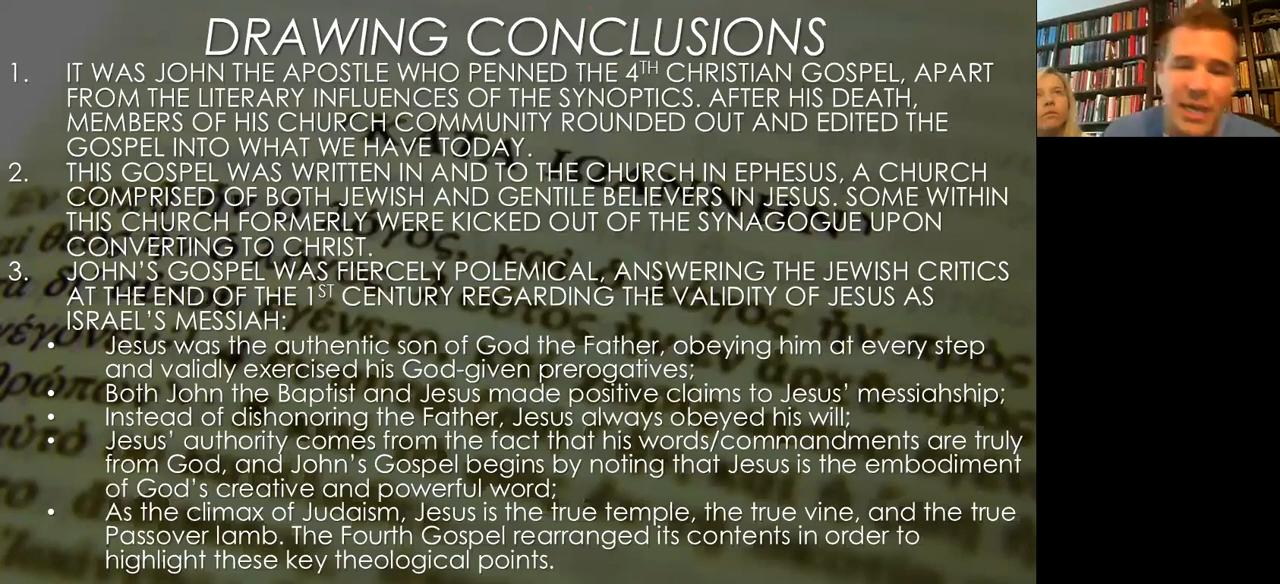 DRAWING CONCLUSIONS
1. IT WAS JOHN THE APOSTLE WHO PENNED THE 4TH CHRISTIAN GOSPEL, APART
FROM THE LITERARY INFLUENCES OF THE SYNOPTICS. AFTER HIS DEATH,
MEMBERS OF HIS CHURCH COMMUNITY ROUNDED OUT AND EDITED THE
GOSPEL INTO WHAT WE HAVE TODAY.
2. THIS GOSPEL WAS WRITTEN IN AND TO THE CHURCH IN EPHESUS, A CHURCH
COMPRISED OF BOTH JEWISH AND GENTILE BELIEVERS IN JESUS. SOME WITHIN
THIS CHURCH FORMERLY WERE KICKED OUT OF THE SYNAGOGUE UPON
CONVERTING TO CHRIST.
3. JOHN'S GOSPEL WAS FIERCELY POLEMICAL, ANSWERING THE JEWISH CRITICS
AT THE END OF THE 1ST CENTURY REGARDING THE VALIDITY OF JESUS AS
ISRAEL'S MESSIAH:
• Jesus was the authentic son of God the Father, obeying him at every step
and validly exercised his God-given prerogatives;
• Both John the Baptist and Jesus made positive claims to Jesus' messiahship;
• Instead of dishonoring the Father, Jesus always obeyed his will;
• Jesus' authority comes from the fact that his words/commandments are truly
from God, and John's Gospel begins by noting that Jesus is the embodiment
of God's creative and powerful word;
• As the climax of Judaism, Jesus is the true temple, the true vine, and the true
Passover lamb. The Fourth Gospel rearranged its contents in order to
highlight these key theological points.